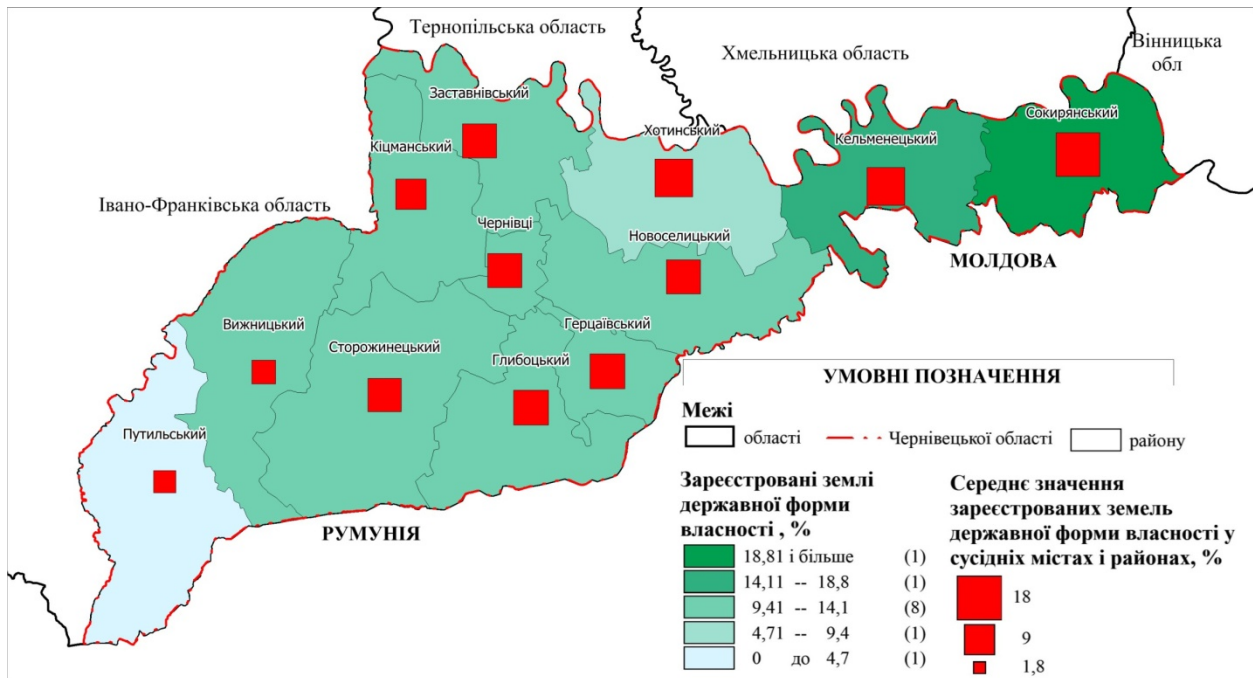 Тернопільська область
Хмельницька область
Вінницька
обл
Заставнівський
Сокирянський
Хотинський
Кельменецький
Кіцманський
Івано-Франківська область
Чернівці
Новоселицький
МОЛДОВА
Вижницький
Герцаївський
Сторожинецький
Глибоцький
Путильський
РУМУНІЯ
УМОВНІ ПОЗНАЧЕННЯ
Межі
області Чернівецької області району
Зареєстровані землі
державної форми
власності , %
18,81 і більше (1)
14,11 -- 18,8 (1)
9,41 -- 14,1 (8)
4,71 -- 9,4 (1)
0 до 4,7 (1)
Середнє значення
зареєстрованих земель
державної форми власності у
сусідніх містах і районах, %
18
9
1,8